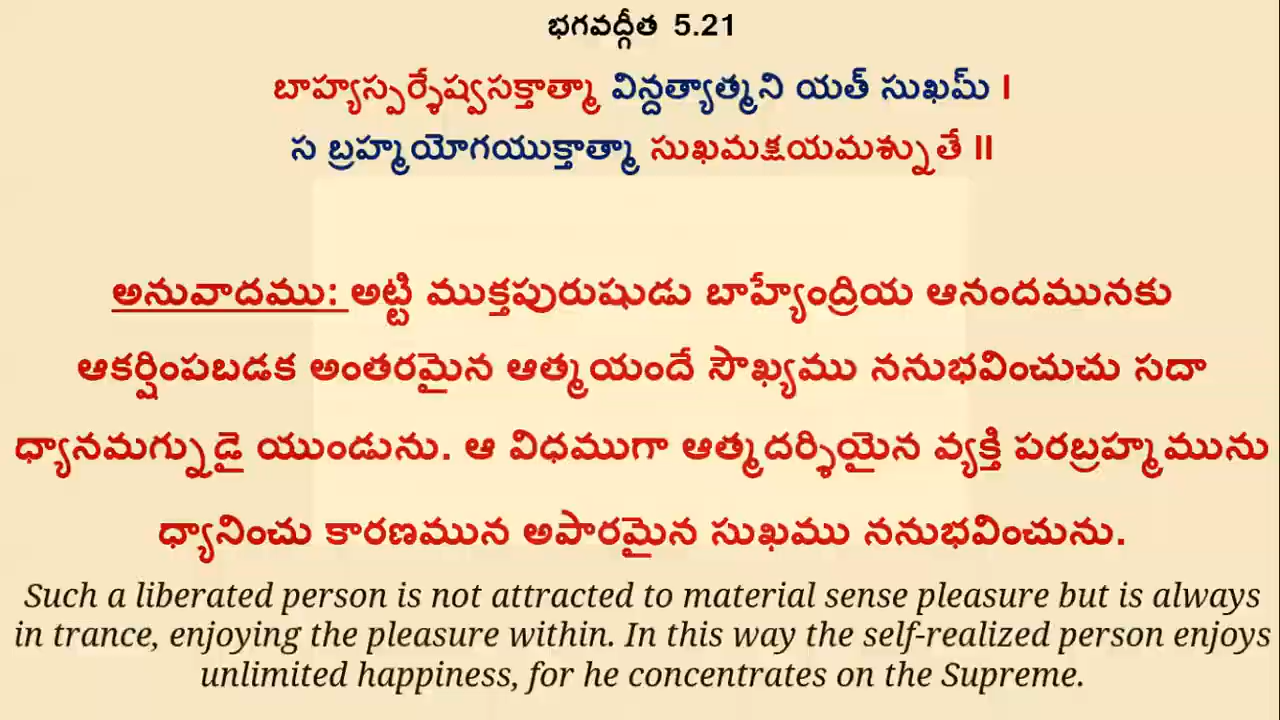 భగవద్గీత 5.21
బాహ్యస్పర్శేష్వసక్తాత్మా విన్దత్యాత్మని యత్ సుఖమ్ ।
స బ్రహ్మయోగయుక్తాత్మా సుఖమక్షయమశ్నుతే ॥
అనువాదము: అట్టి ముక్తపురుషుడు బాహ్యేంద్రియ ఆనందమునకు
ఆకర్షింపబడక అంతరమైన ఆత్మయందే సౌఖ్యము ననుభవించుచు సదా
ధ్యానమగ్నుడై యుండును. ఆ విధముగా ఆత్మదర్శియైన వ్యక్తి పరబ్రహ్మమును
ధ్యానించు కారణమున అపారమైన సుఖము ననుభవించును.
Such a liberated person is not attracted to material sense pleasure but is always
in trance, enjoying the pleasure within. In this way the self-realized person enjoys
unlimited happiness, for he concentrates on the Supreme.